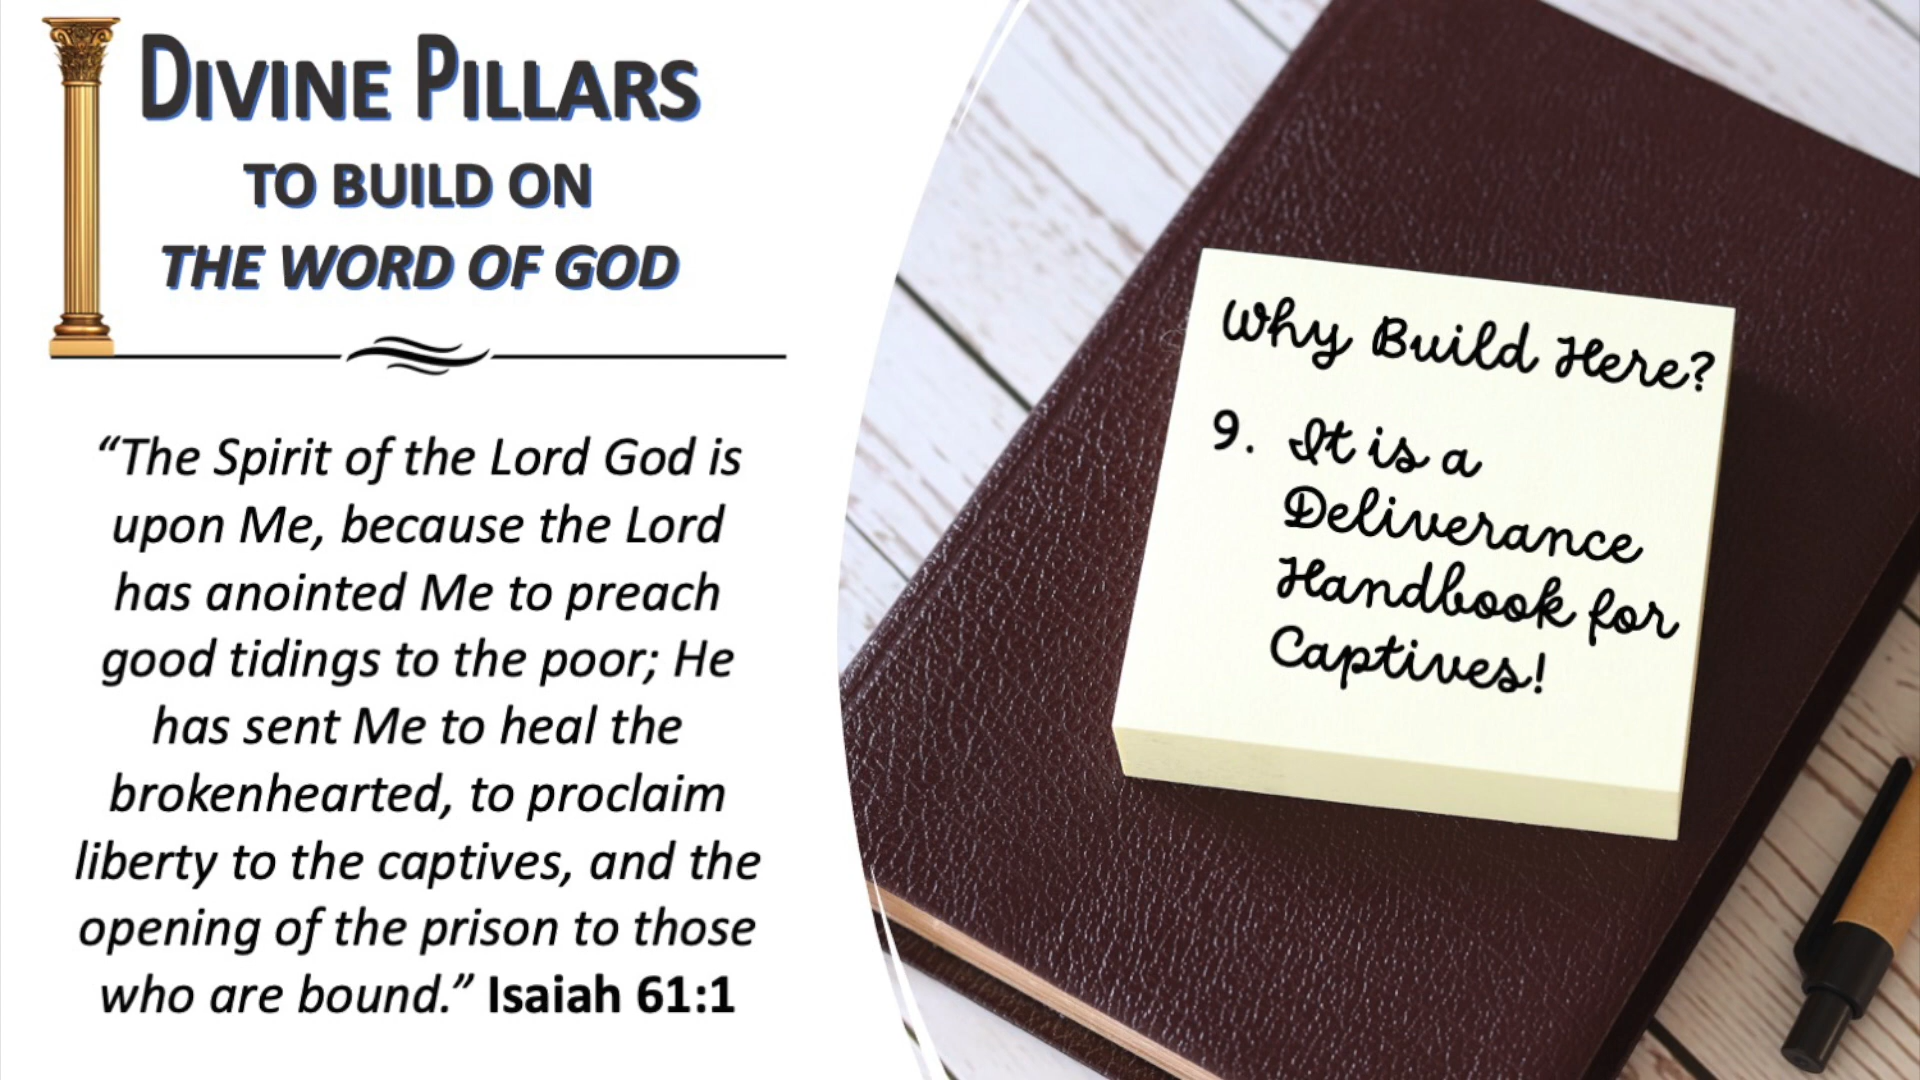 DIVINE PILLARS
TO BUILD ON
THE WORD OF GOD
“The Spirit of the Lord God is
upon Me, because the Lord
has anointed Me to preach
good tidings to the poor; He
has sent Me to heal the
brokenhearted, to proclaim
liberty to the captives, and the
opening of the prison to those
who are bound.” Isaiah 61:1
Why Build Here?
9. It is a
Deliverance
Handbook for
Captives!